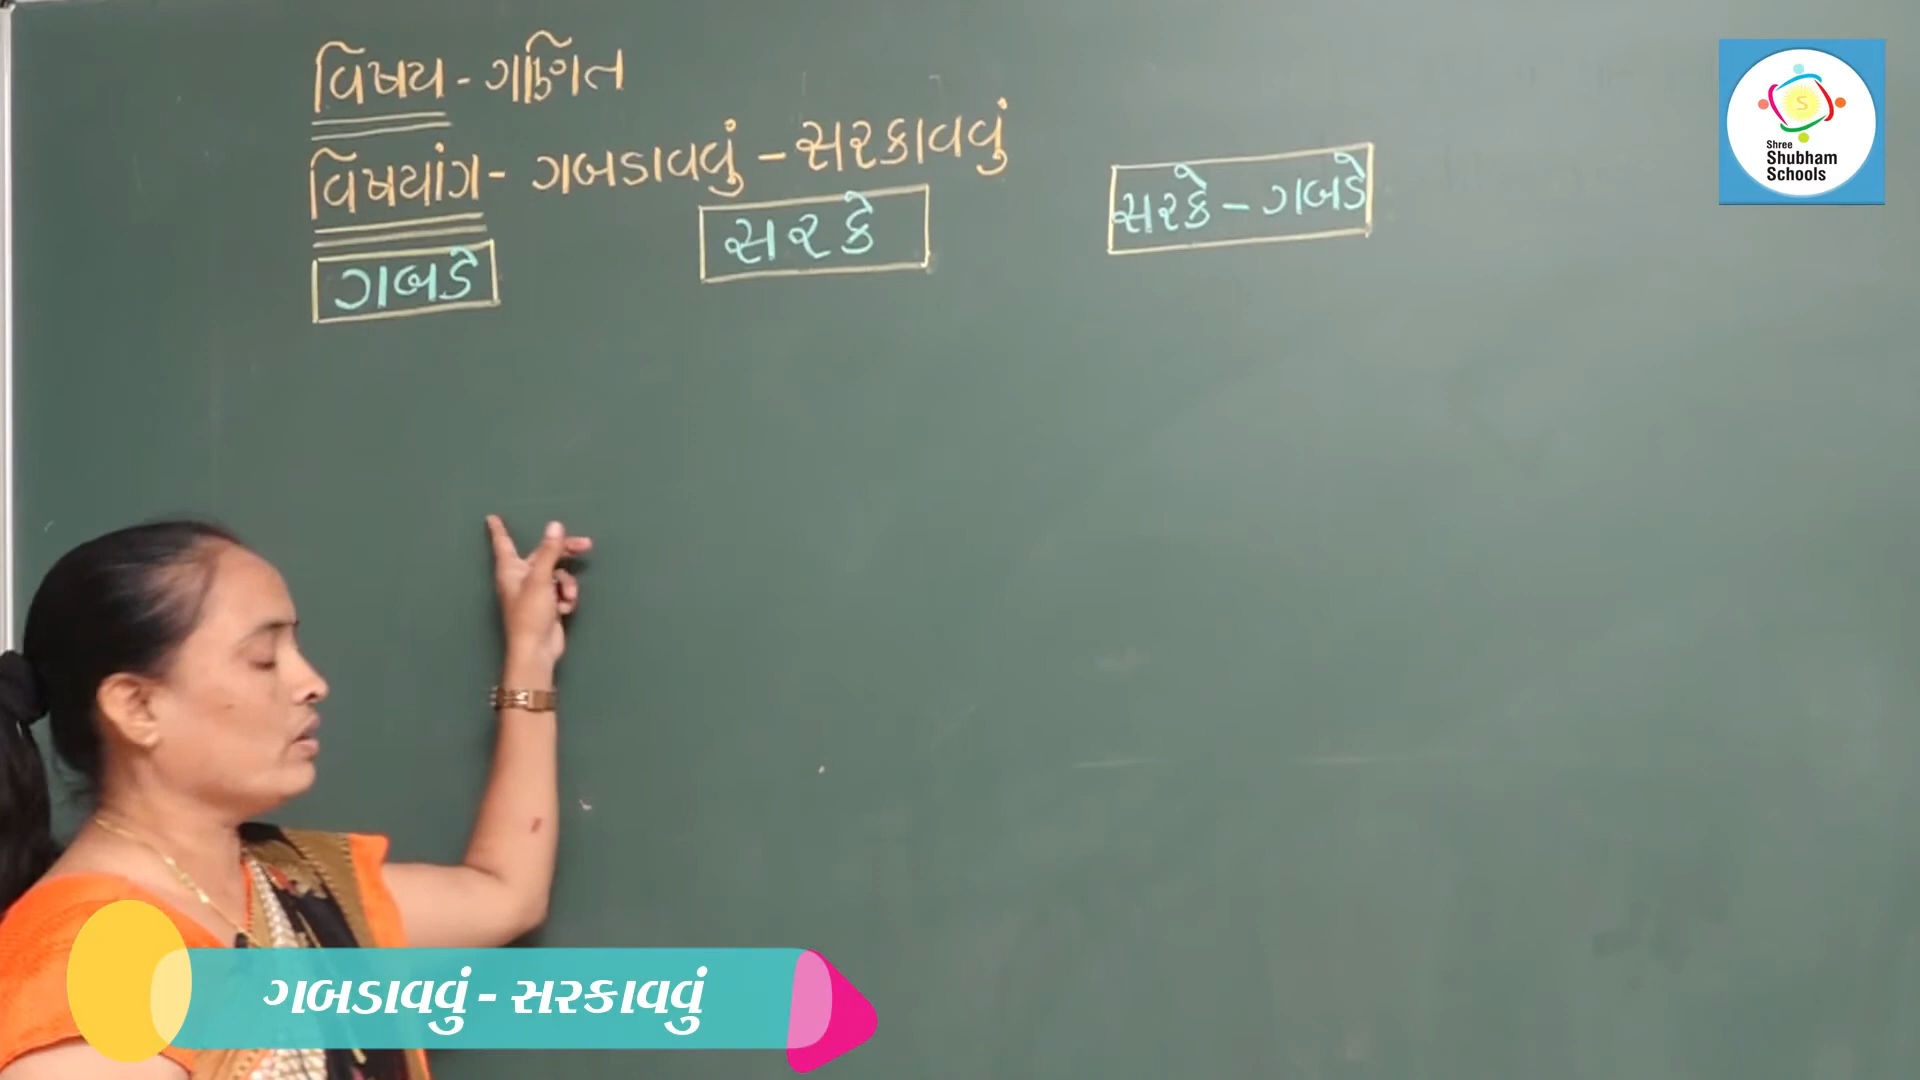 વિષય - ગણિત
વિષયાંગ - ગબડાવવું - સરકાવવું
ગબડે
સરકે
સરકે - ગબડે
Shree
Shubham
Schools
S
ગબડાવવું - સરકાવવું